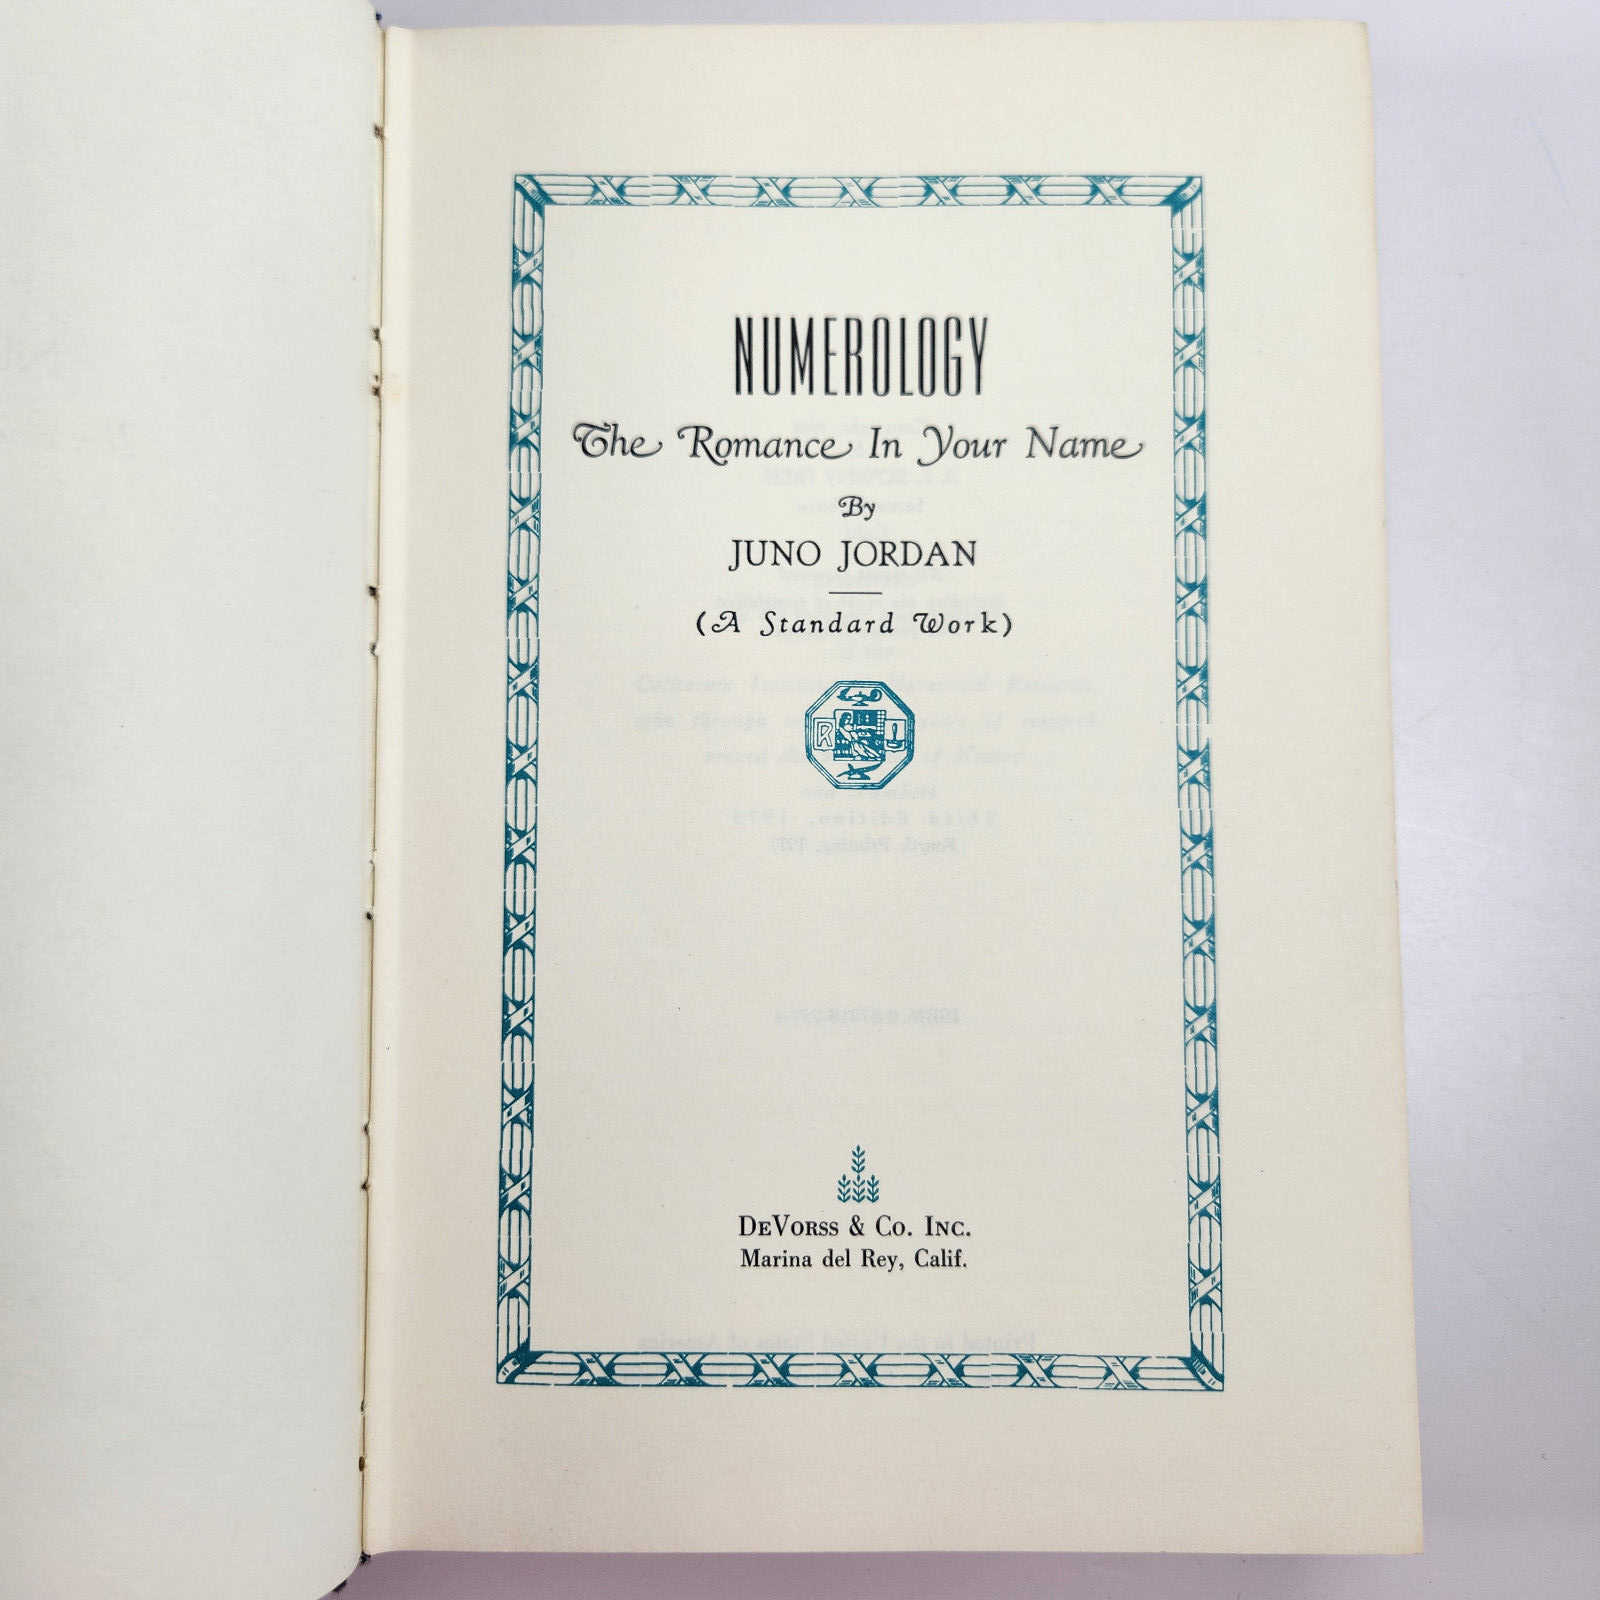 NUMEROLOGY
The Romance In Your Name
By
JUNO JORDAN
(A Standard Work)
R
DEVORSS & CO. INC.
Marina del Rey, Calif.